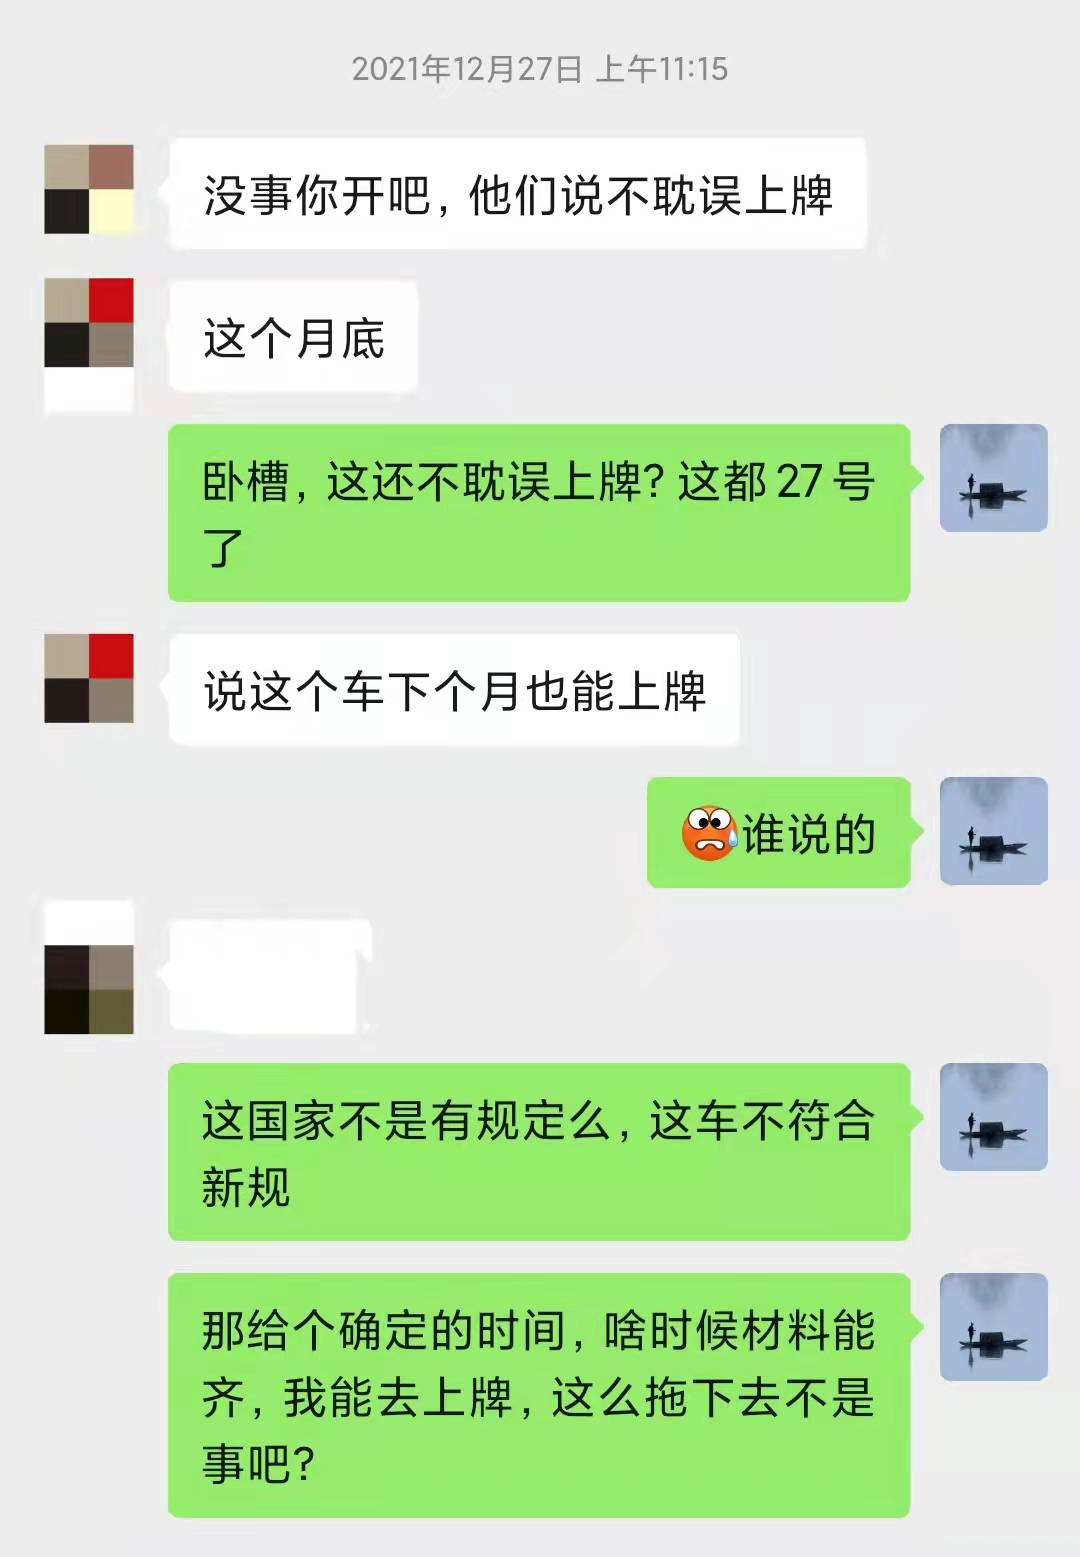 2021年12月27日 上午11:15
没事你开吧，他们说不耽误上牌
这个月底
卧槽，这还不耽误上牌？这都27号
了
说这个车下个月也能上牌
谁说的
这国家不是有规定么，这车不符合
新规
那给个确定的时间，啥时候材料能
齐，我能去上牌，这么拖下去不是
事吧？